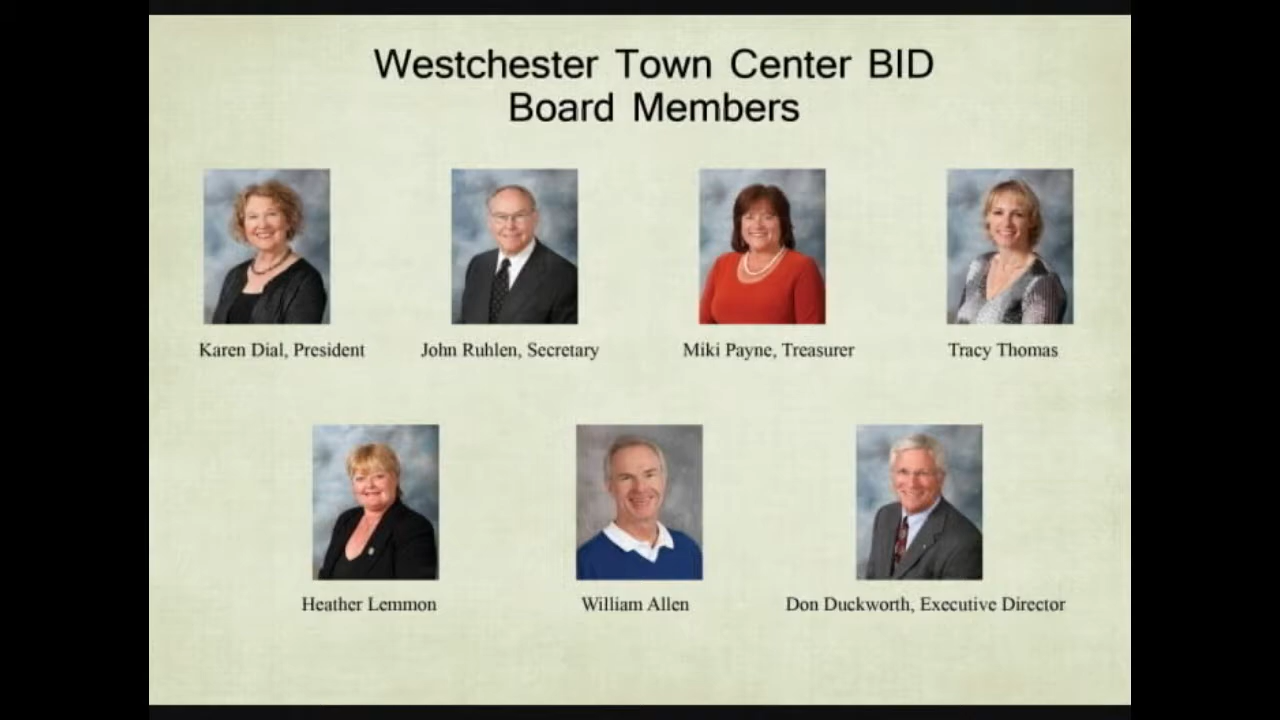 Westchester Town Center BID
Board Members
Karen Dial, President
John Ruhlen, Secretary
Miki Payne, Treasurer
Tracy Thomas
Heather Lemmon
William Allen
Don Duckworth, Executive Director